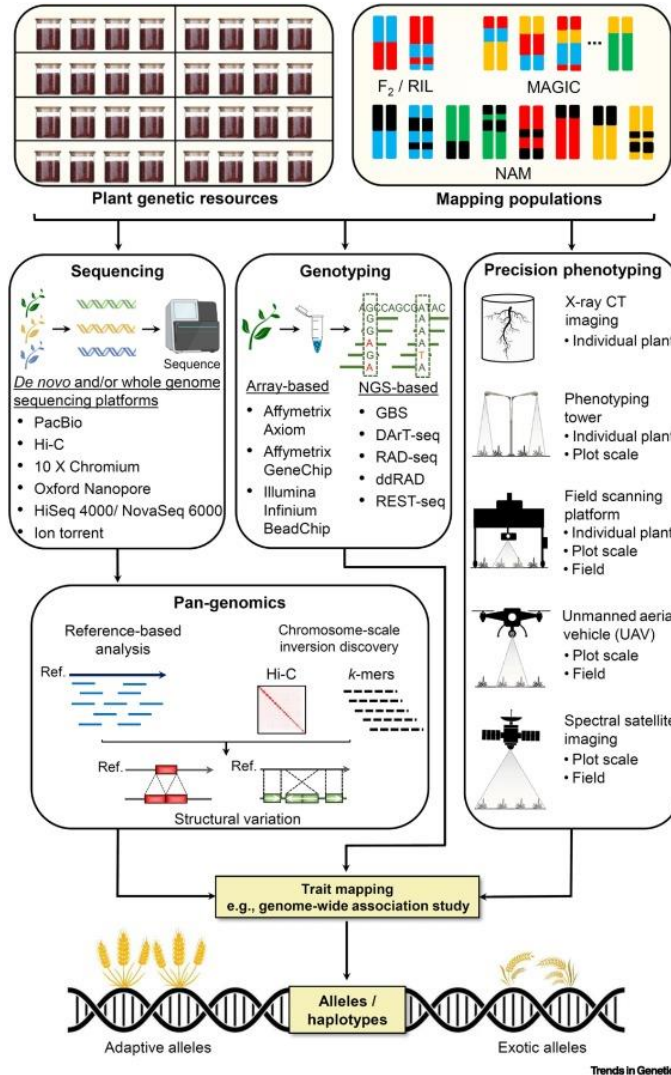 F2 / RIL
MAGIC
...
NAM
Plant genetic resources
Mapping populations
Sequencing
Sequence
De novo and/or whole genome
sequencing platforms
• PacBio
• Hi-C
• 10 X Chromium
• Oxford Nanopore
• HiSeq 4000/ NovaSeq 6000
• Ion torrent
Genotyping
AGCCAGCGATAC
G A
G A
A A
G T
A A
Array-based
• Affymetrix
Axiom
• Affymetrix
GeneChip
• Illumina
Infinium
BeadChip
NGS-based
• GBS
• DArT-seq
• RAD-seq
• ddRAD
• REST-seq
Precision phenotyping
X-ray CT
imaging
• Individual plant
Phenotyping
tower
• Individual plant
• Plot scale
Field scanning
platform
• Individual plant
• Plot scale
• Field
Unmanned aeria
vehicle (UAV)
• Plot scale
• Field
Spectral satellite
imaging
• Plot scale
• Field
Pan-genomics
Reference-based
analysis
Ref.
Chromosome-scale
inversion discovery
Hi-C
k-mers
Ref.
Ref.
Structural variation
Trait mapping
e.g., genome-wide association study
Alleles /
haplotypes
Adaptive alleles
Exotic alleles
Trends in Genetic